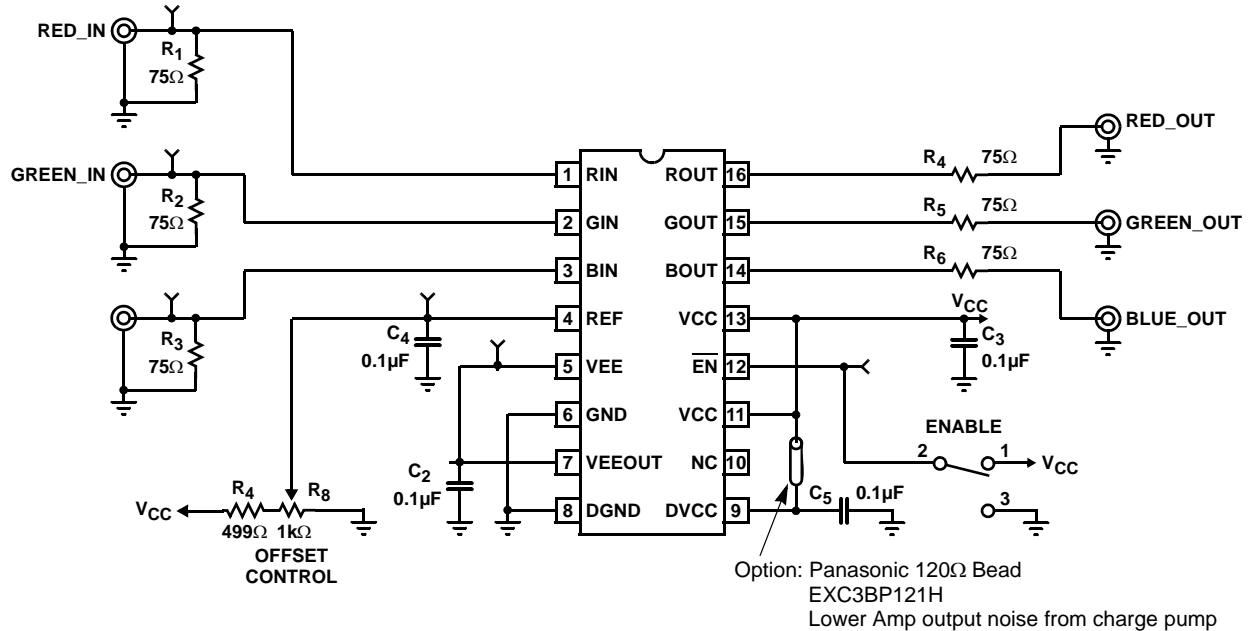 RED_IN
R1
75Ω
GREEN_IN
R2
75Ω
R3
75Ω
1 RIN
2 GIN
3 BIN
4 REF
5 VEE
6 GND
7 VEEOUT
8 DGND
ROUT 16
GOUT 15
BOUT 14
VCC 13
EN 12
VCC 11
NC 10
DVCC 9
C4
0.1µF
C2
0.1µF
VCC
R4
499Ω
R8
1kΩ
OFFSET
CONTROL
R4 75Ω
RED_OUT
R5 75Ω
GREEN_OUT
R6 75Ω
BLUE_OUT
VCC
C3
0.1µF
ENABLE
2 1 VCC
3
C5 0.1µF
Option: Panasonic 120Ω Bead
EXC3BP121H
Lower Amp output noise from charge pump